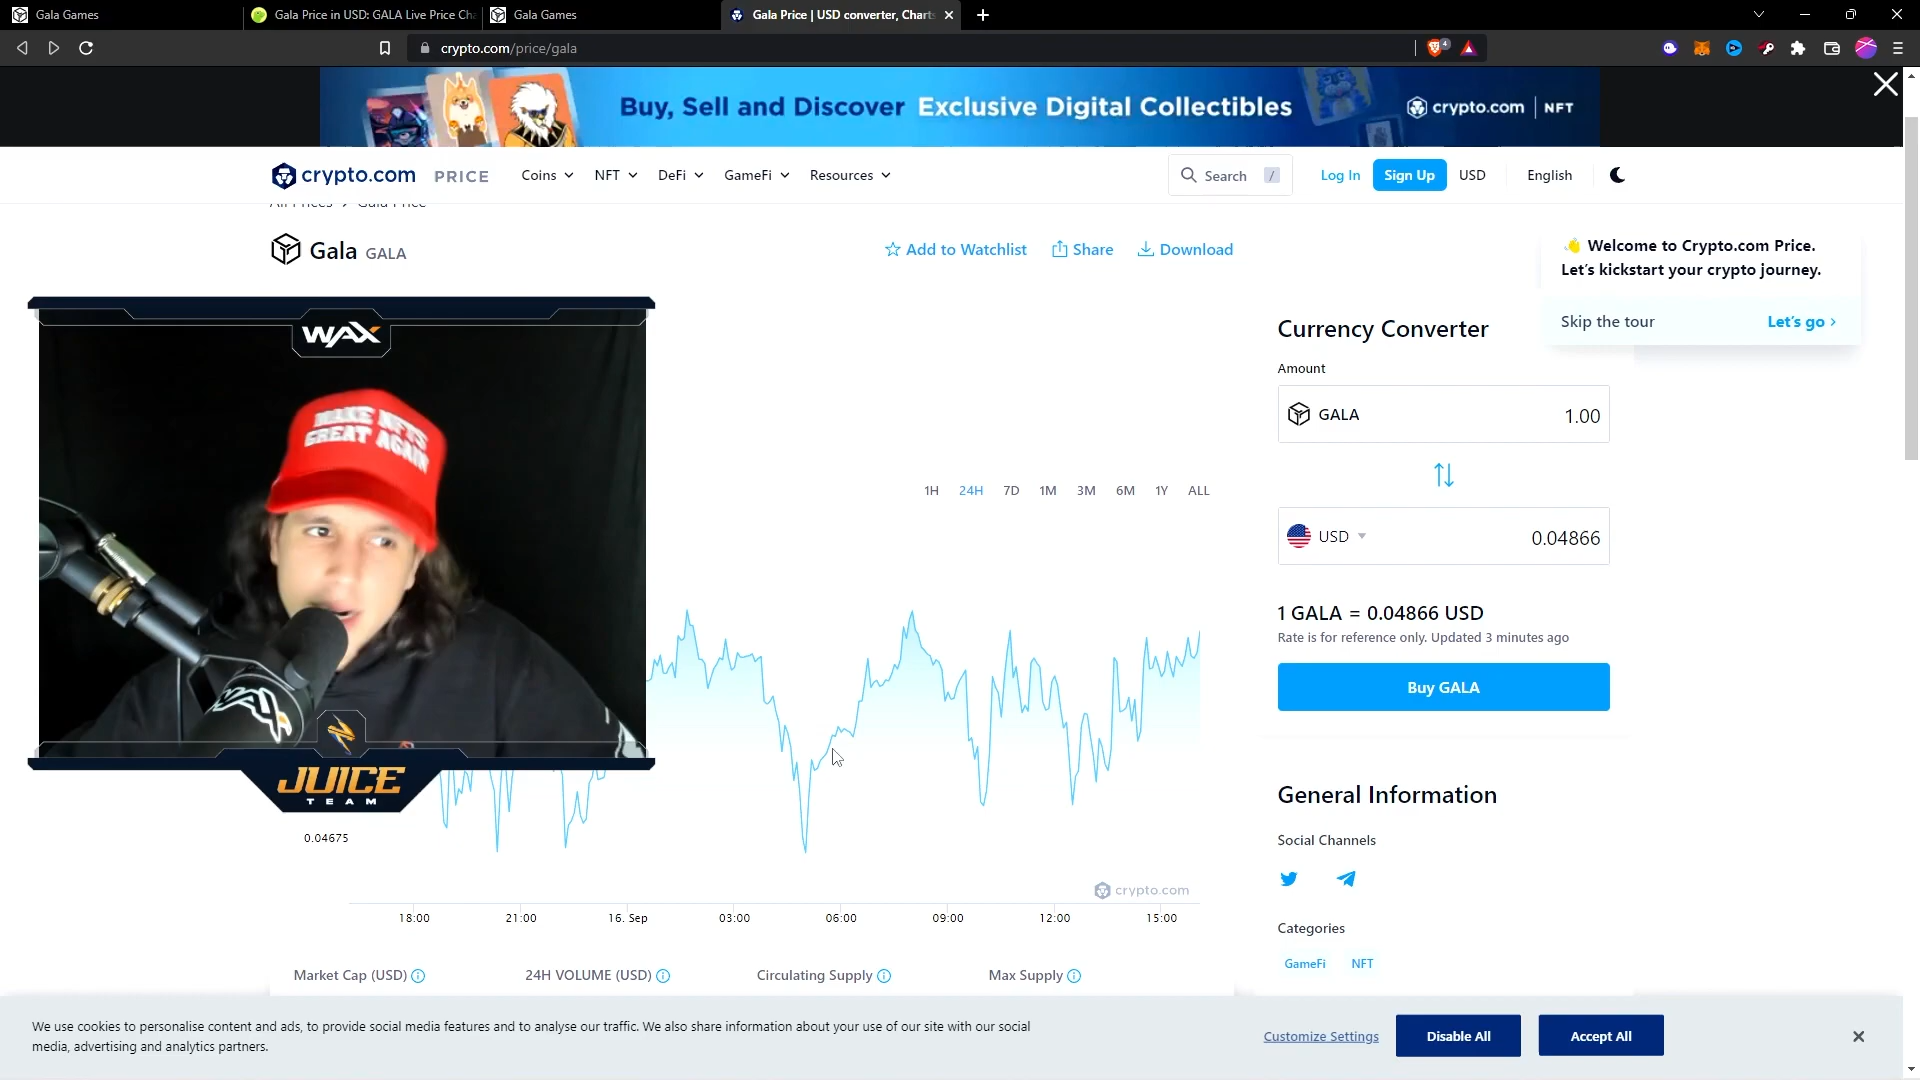 Gala Games
Gala Price in USD: GALA Live Price Cha
Gala Games
Gala Price | USD converter, Charts
crypto.com/price/gala
4
Buy, Sell and Discover Exclusive Digital Collectibles
crypto.com | NFT
crypto.com PRICE
Coins
NFT
DeFi
GameFi
Resources
Search /
Log In
Sign Up
USD
English
All Prices > Gala Price
Gala GALA
Add to Watchlist
Share
Download
👋 Welcome to Crypto.com Price.
Let's kickstart your crypto journey.
Skip the tour
Let's go >
WAX
MAKE NFTS
GREAT AGAIN
JUICE
TEAM
Currency Converter
Amount
GALA 1.00
USD 0.04866
1 GALA = 0.04866 USD
Rate is for reference only. Updated 3 minutes ago
Buy GALA
1H 24H 7D 1M 3M 6M 1Y ALL
0.04675
crypto.com
18:00 21:00 16. Sep 03:00 06:00 09:00 12:00 15:00
General Information
Social Channels
Categories
GameFi NFT
Market Cap (USD)
24H VOLUME (USD)
Circulating Supply
Max Supply
We use cookies to personalise content and ads, to provide social media features and to analyse our traffic. We also share information about your use of our site with our social
media, advertising and analytics partners.
Customize Settings
Disable All
Accept All